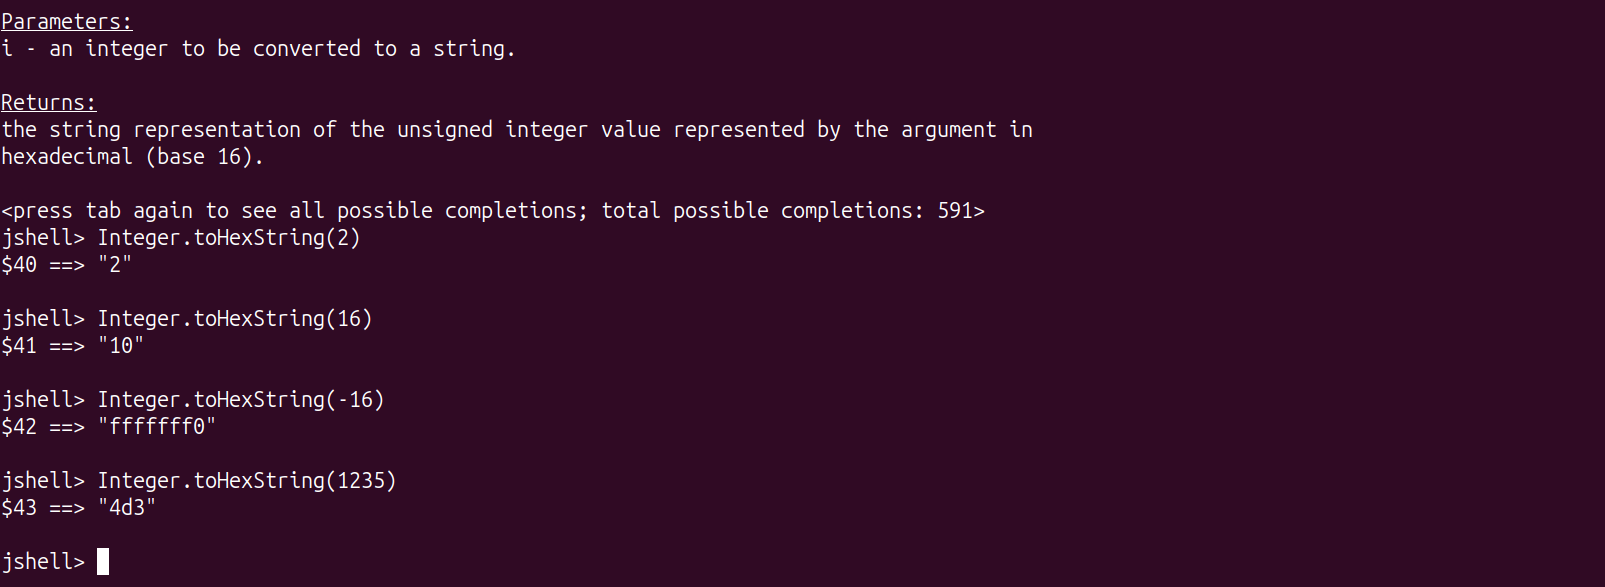 Parameters:
i - an integer to be converted to a string.
Returns:
the string representation of the unsigned integer value represented by the argument in
hexadecimal (base 16).
<press tab again to see all possible completions; total possible completions: 591>
jshell> Integer.toHexString(2)
$40 ==> "2"
jshell> Integer.toHexString(16)
$41 ==> "10"
jshell> Integer.toHexString(-16)
$42 ==> "fffffff0"
jshell> Integer.toHexString(1235)
$43 ==> "4d3"
jshell>